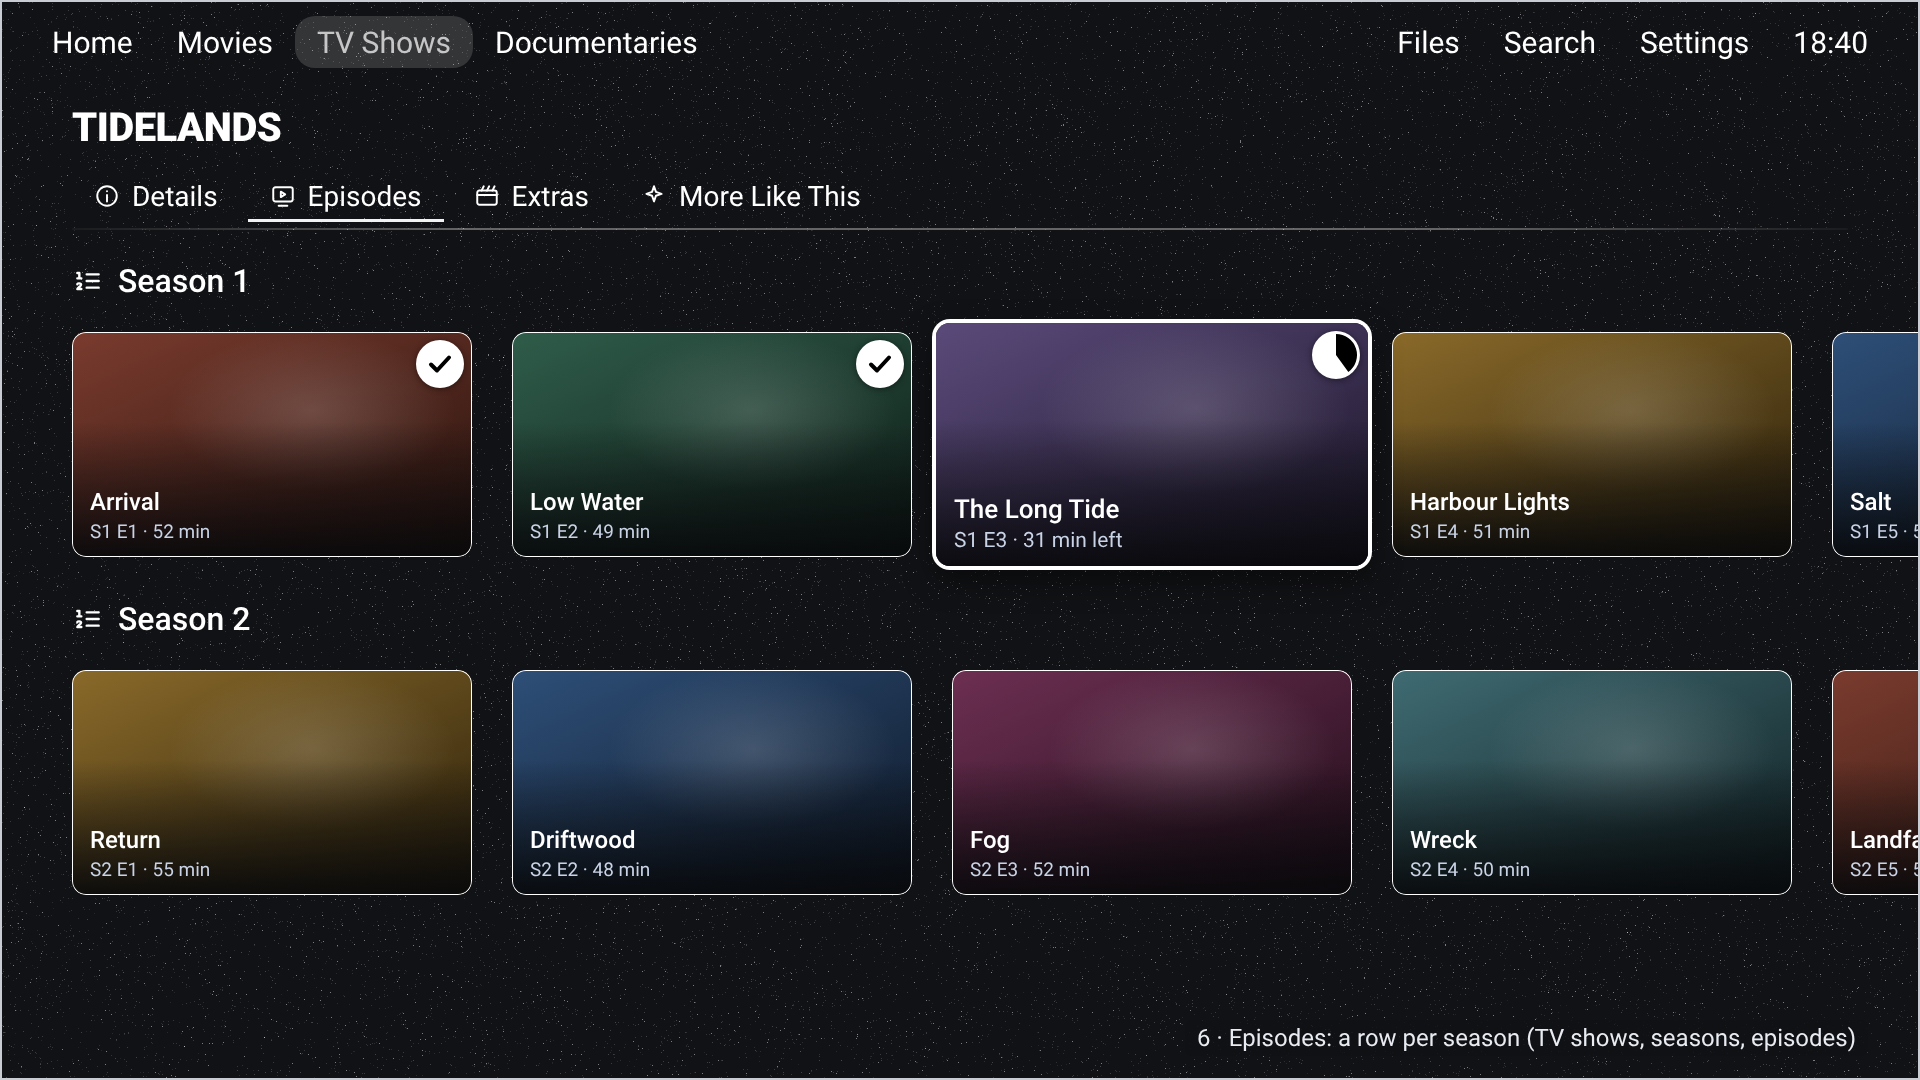 Home Movies TV Shows Documentaries Files Search Settings 18:40
TIDELANDS
Details Episodes Extras More Like This
Season 1
Arrival
S1 E1 · 52 min
Low Water
S1 E2 · 49 min
The Long Tide
S1 E3 · 31 min left
Harbour Lights
S1 E4 · 51 min
Salt
S1 E5 ·
Season 2
Return
S2 E1 · 55 min
Driftwood
S2 E2 · 48 min
Fog
S2 E3 · 52 min
Wreck
S2 E4 · 50 min
S2 E5 ·
6 · Episodes: a row per season (TV shows, seasons, episodes)